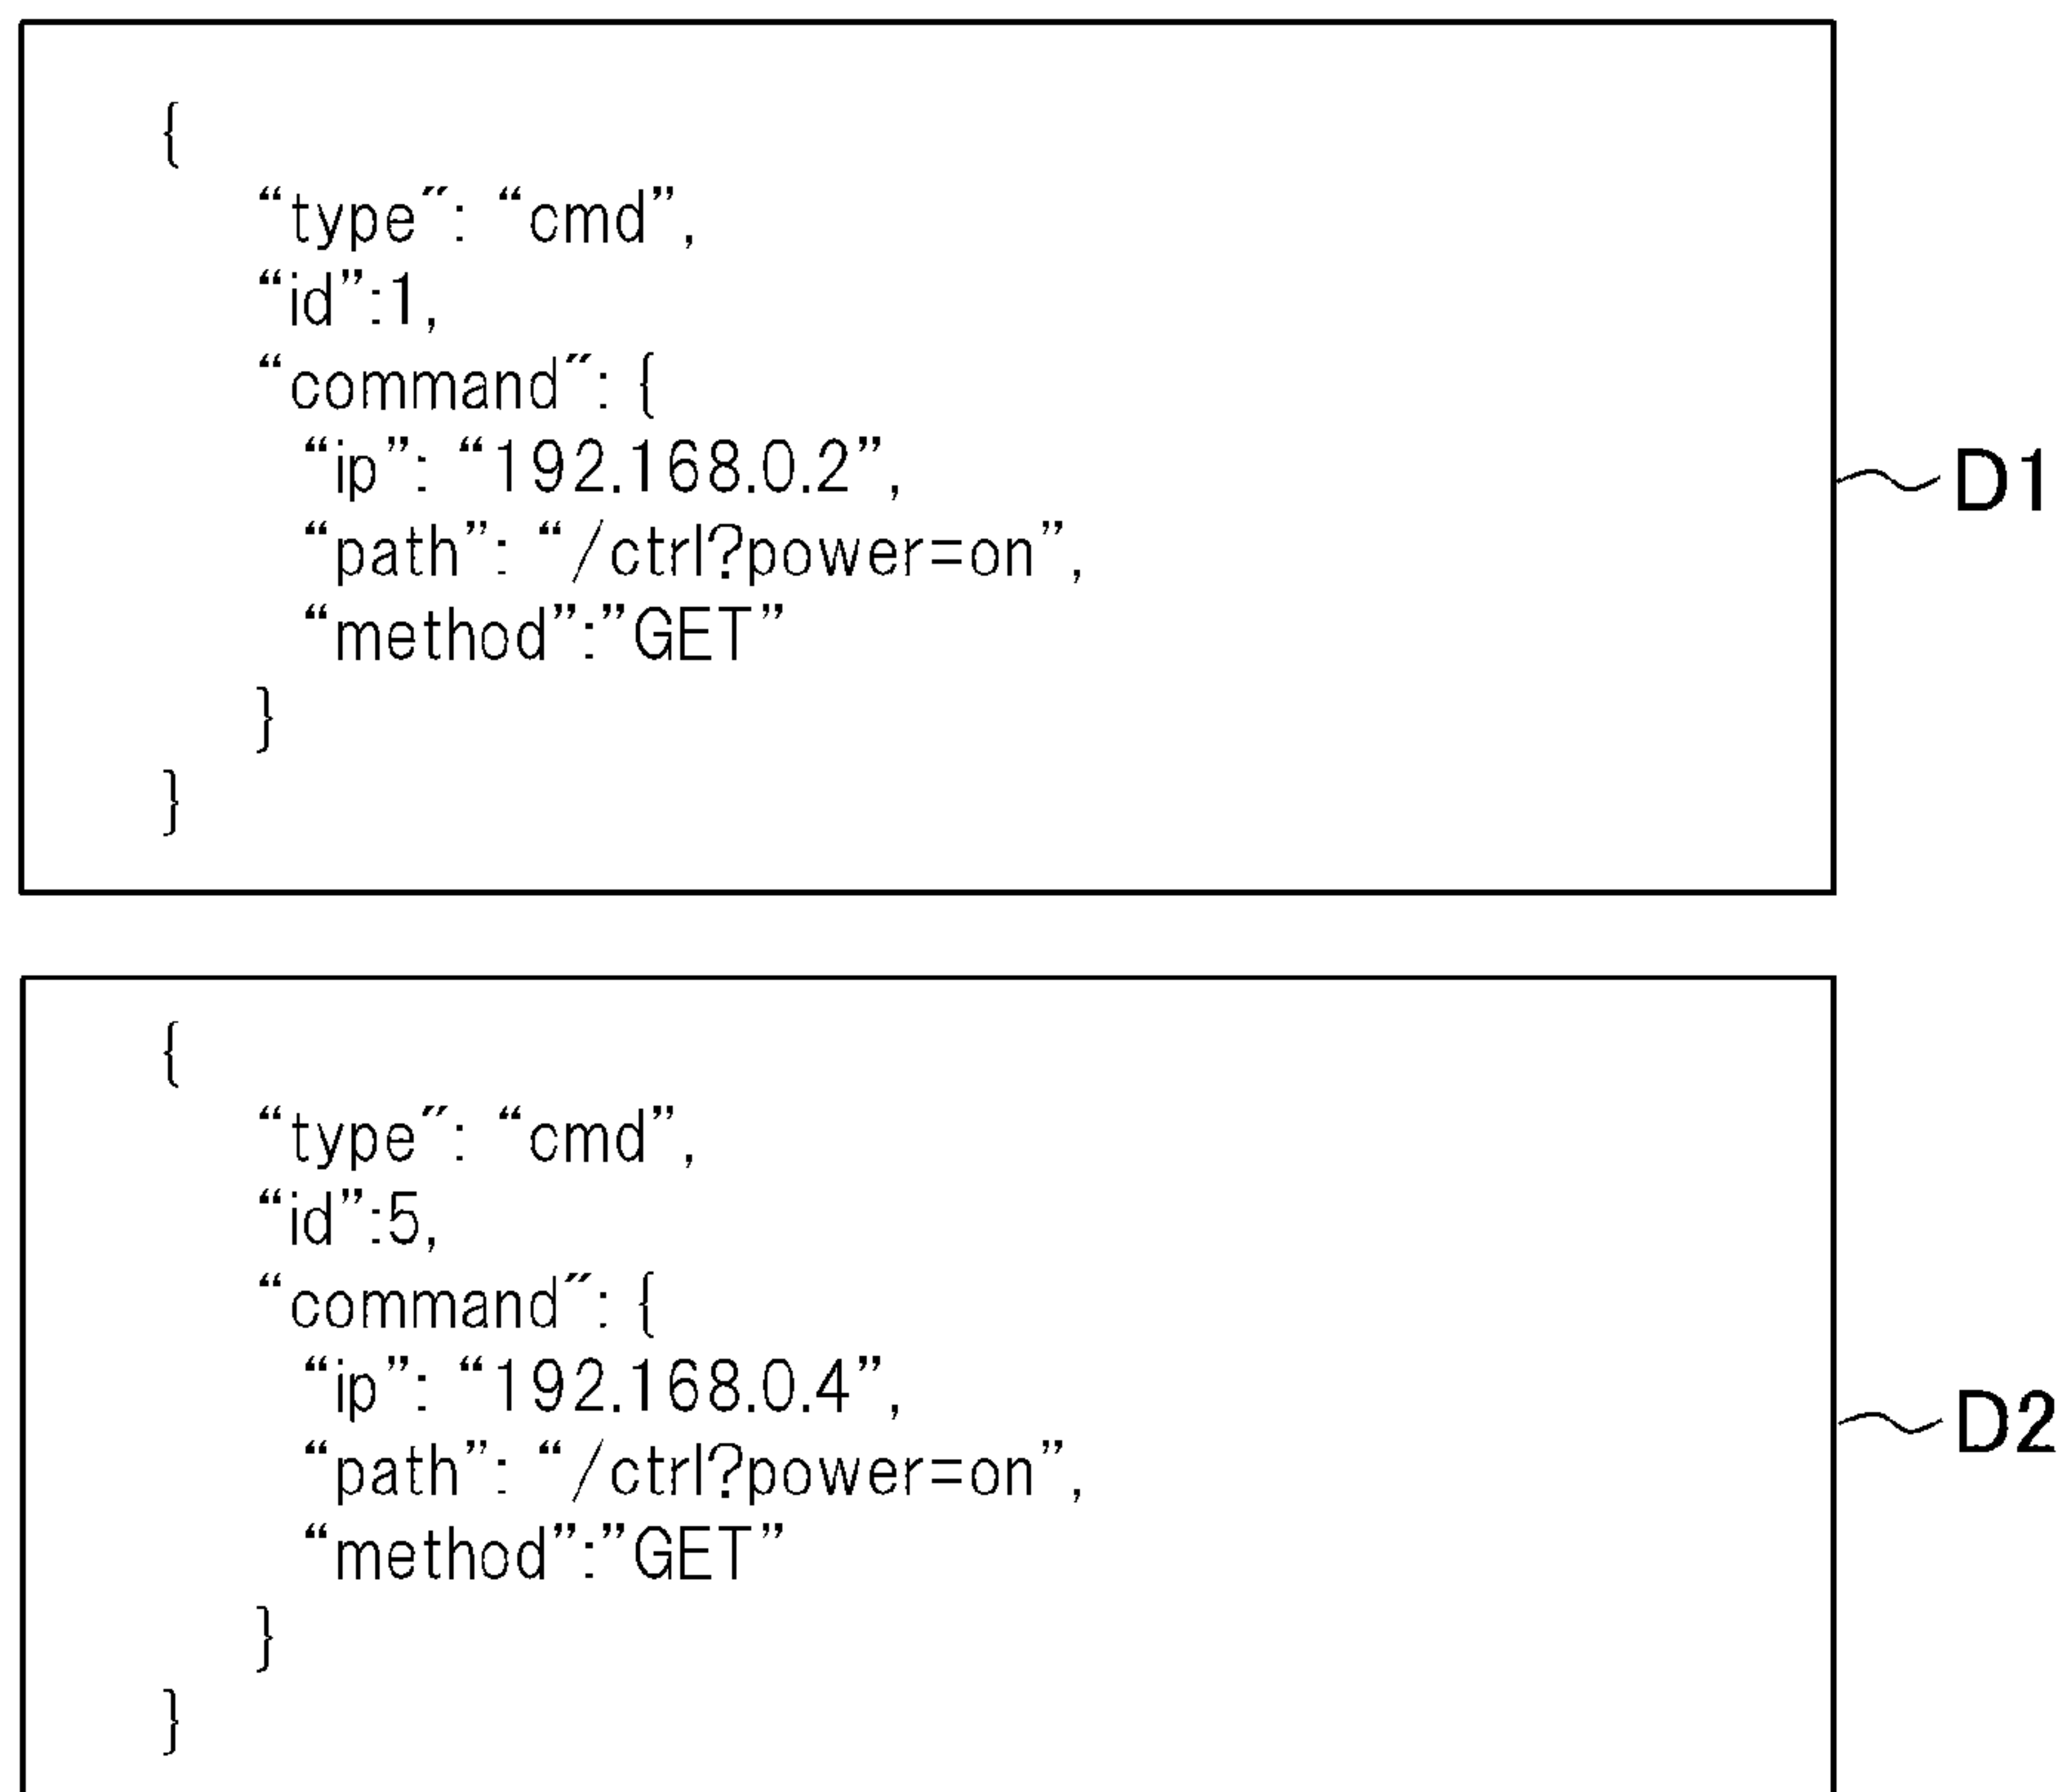 {
“type”: “cmd”,
“id”:1,
“command”: {
“ip”: “192.168.0.2”,
“path”: “/ctrl?power=on”,
“method”:”GET”
}
}
D1
{
“type”: “cmd”,
“id”:5,
“command”: {
“ip”: “192.168.0.4”,
“path”: “/ctrl?power=on”,
“method”:”GET”
}
}
D2